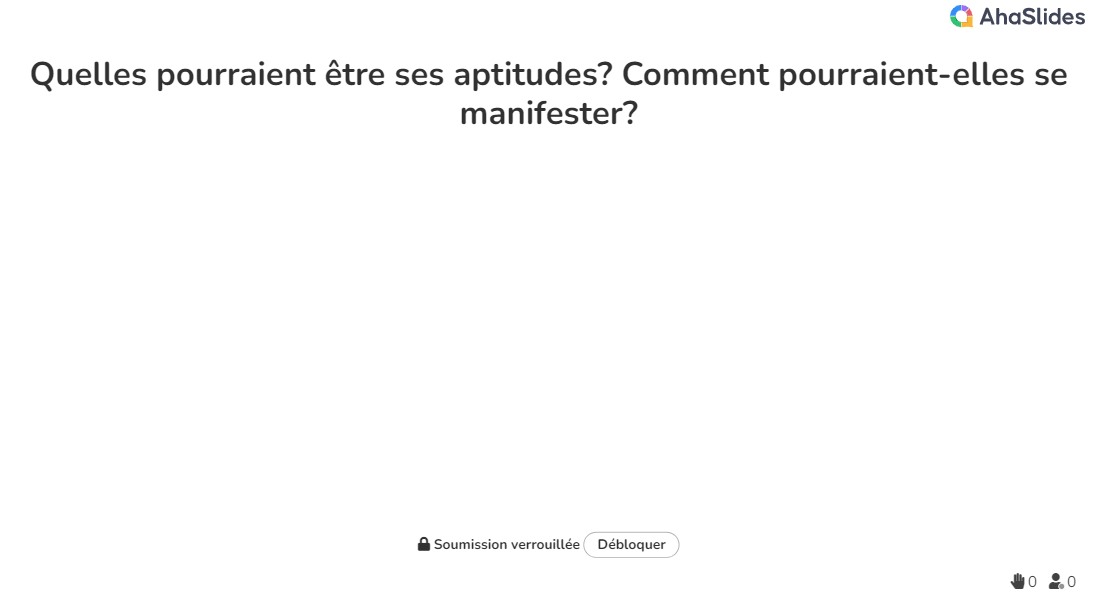 AhaSlides
Quelles pourraient être ses aptitudes? Comment pourraient-elles se
manifester?
Soumission verrouillée Débloquer
0 0